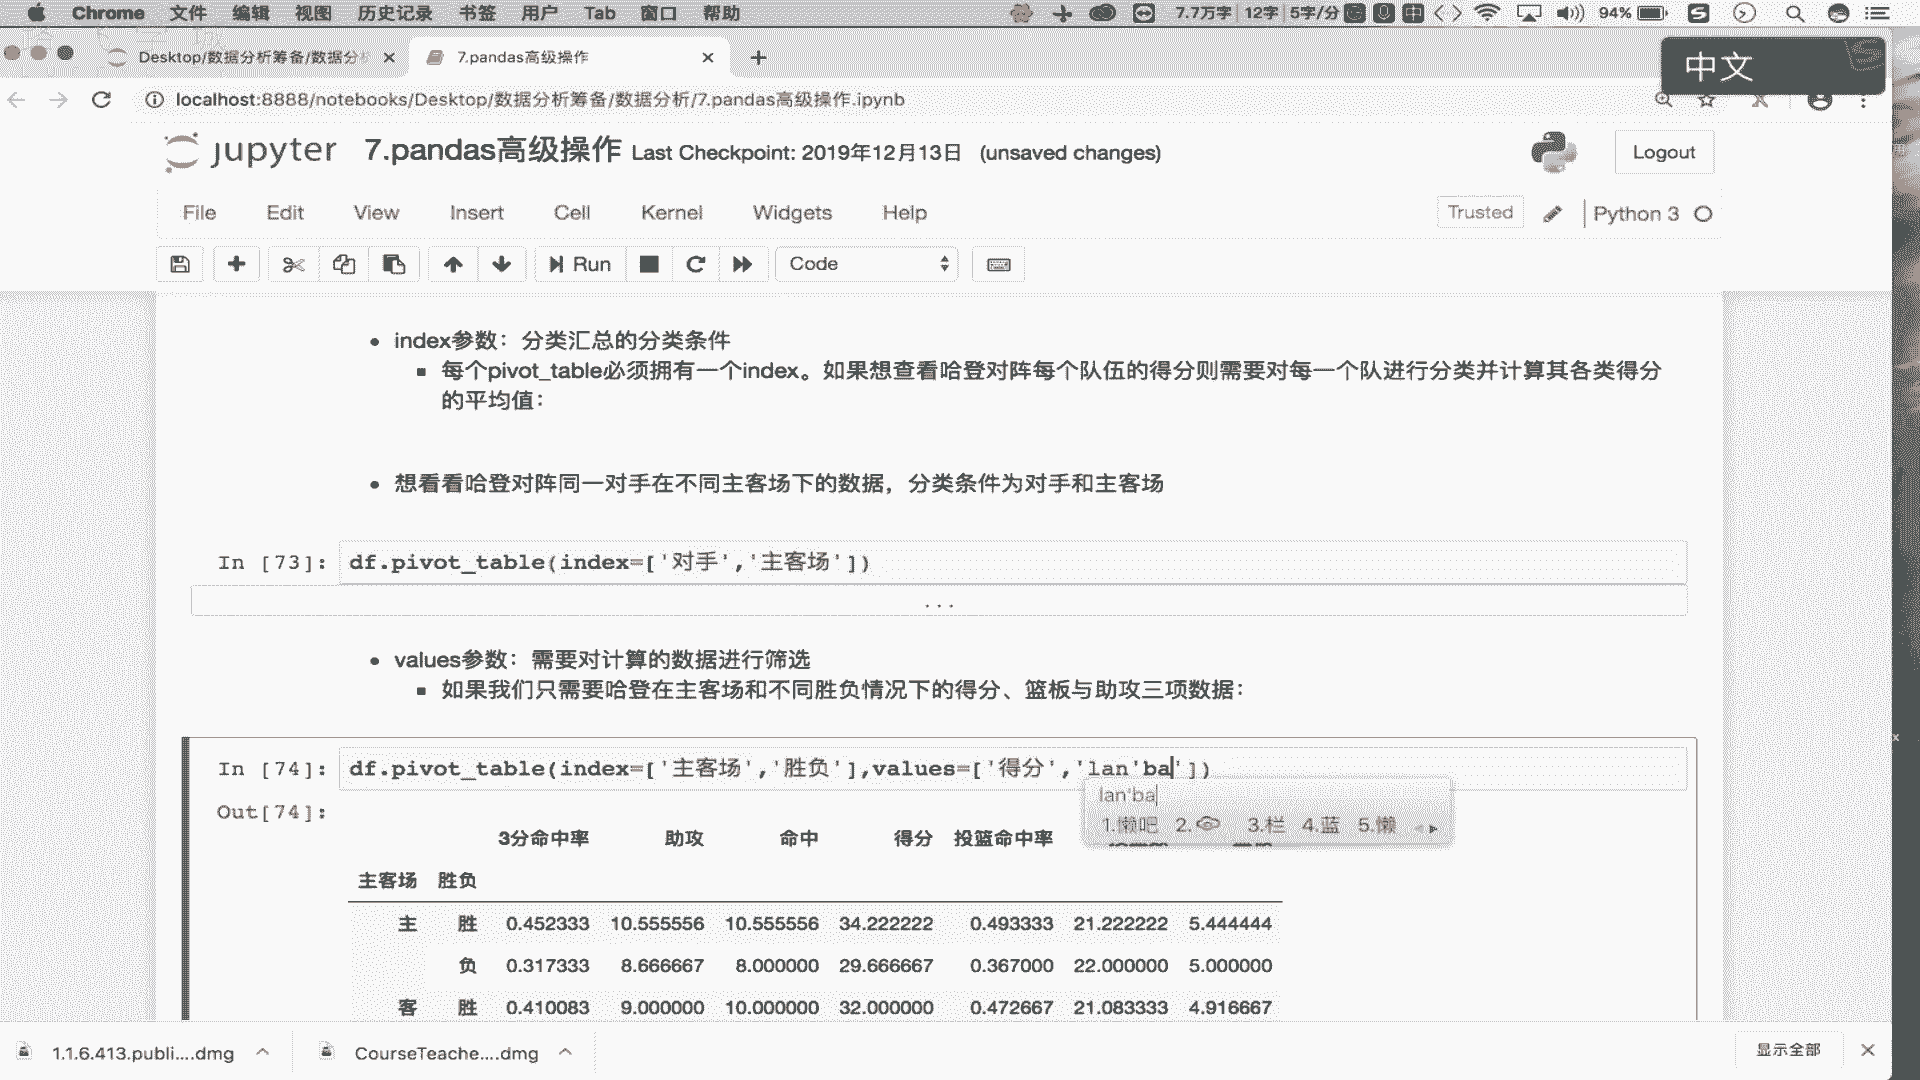 Chrome 文件 编辑 视图 历史记录 书签 用户 Tab 窗口 帮助 7.7万字 12字 5字/分 中 94%
Desktop/数据分析筹备/数据分 7.pandas高级操作
中文
localhost:8888/notebooks/Desktop/数据分析筹备/数据分析/7.pandas高级操作.ipynb
jupyter 7.pandas高级操作 Last Checkpoint: 2019年12月13日 (unsaved changes) Logout
File Edit View Insert Cell Kernel Widgets Help Trusted Python 3
Run Code
index参数：分类汇总的分类条件
每个pivot_table必须拥有一个index。如果想查看哈登对阵每个队伍的得分则需要对每一个队进行分类并计算其各类得分
的平均值：
想看看哈登对阵同一对手在不同主客场下的数据，分类条件为对手和主客场
In [73]: df.pivot_table(index=['对手','主客场'])
...
values参数：需要对计算的数据进行筛选
如果我们只需要哈登在主客场和不同胜负情况下的得分、篮板与助攻三项数据：
In [74]: df.pivot_table(index=['主客场','胜负'],values=['得分','lan'ba'])
lan'ba
1.懒吧 2. 3.栏 4.蓝 5.懒
Out[74]:
3分命中率 助攻 命中 得分 投篮命中率
主客场 胜负
主 胜 0.452333 10.555556 10.555556 34.222222 0.493333 21.222222 5.444444
负 0.317333 8.666667 8.000000 29.666667 0.367000 22.000000 5.000000
客 胜 0.410083 9.000000 10.000000 32.000000 0.472667 21.083333 4.916667
1.1.6.413.publi....dmg CourseTeache....dmg 显示全部